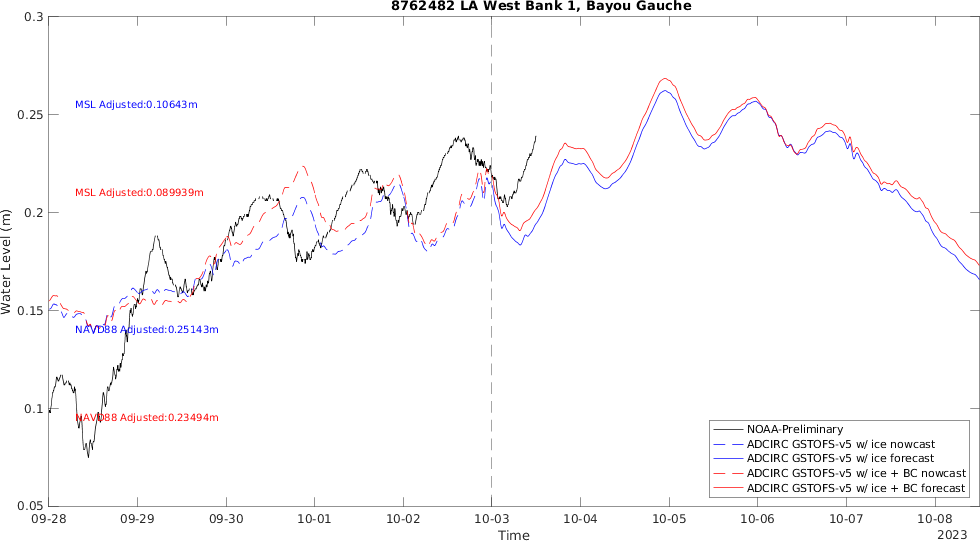 8762482 LA West Bank 1, Bayou Gauche
0.3
0.25
0.2
0.15
0.1
0.05
Water Level (m)
MSL Adjusted:0.10643m
MSL Adjusted:0.089939m
NAVD88 Adjusted:0.25143m
NAVD88 Adjusted:0.23494m
NOAA-Preliminary
ADCIRC GSTOFS-v5 w/ ice nowcast
ADCIRC GSTOFS-v5 w/ ice forecast
ADCIRC GSTOFS-v5 w/ ice + BC nowcast
ADCIRC GSTOFS-v5 w/ ice + BC forecast
09-28 09-29 09-30 10-01 10-02 10-03 10-04 10-05 10-06 10-07 10-08
Time
2023